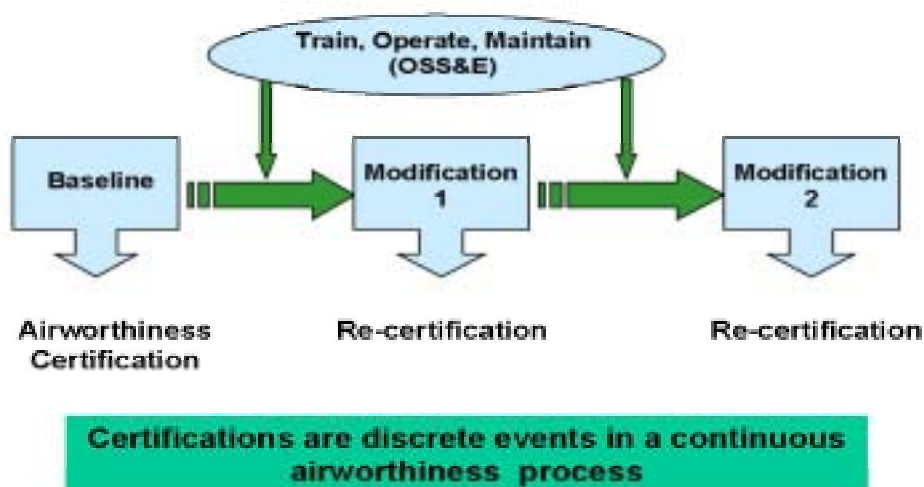 Train, Operate, Maintain
(OSS&E)
Baseline
Modification
1
Modification
2
Airworthiness
Certification
Re-certification
Re-certification
Certifications are discrete events in a continuous
airworthiness process